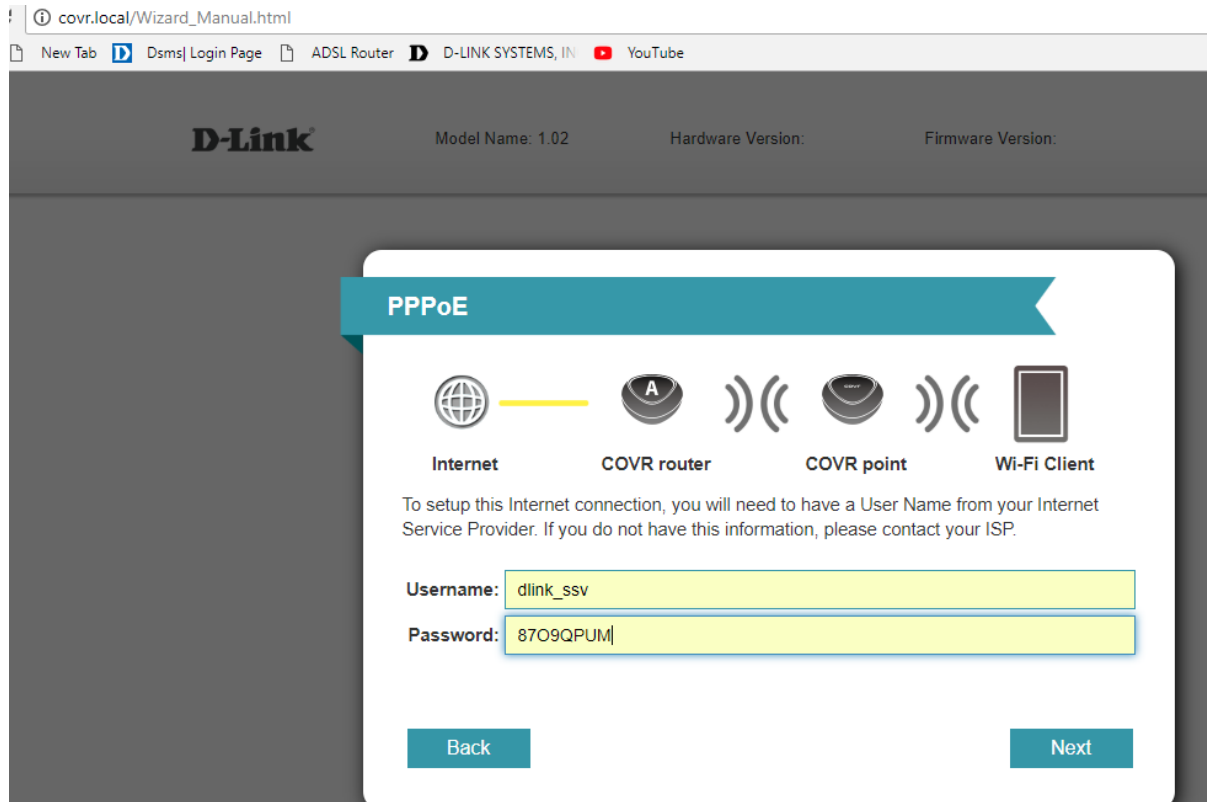 covr.local/Wizard_Manual.html
New Tab Dsms| Login Page ADSL Router D-LINK SYSTEMS, IN YouTube
D-Link Model Name: 1.02 Hardware Version: Firmware Version:
PPPoE
A
COVR
Internet COVR router COVR point Wi-Fi Client
To setup this Internet connection, you will need to have a User Name from your Internet
Service Provider. If you do not have this information, please contact your ISP.
Username: dlink_ssv
Password: 87O9QPUM
Back Next